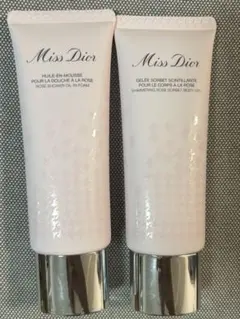 Miss Dior
HUILE-EN-MOUSSE
POUR LA DOUCHE À LA ROSE
ROSE SHOWER OIL-IN-FOAM
Miss Dior
GELÉE SORBET SCINTILLANTE
POUR LE CORPS À LA ROSE
SHIMMERING ROSE SORBET BODY GEL